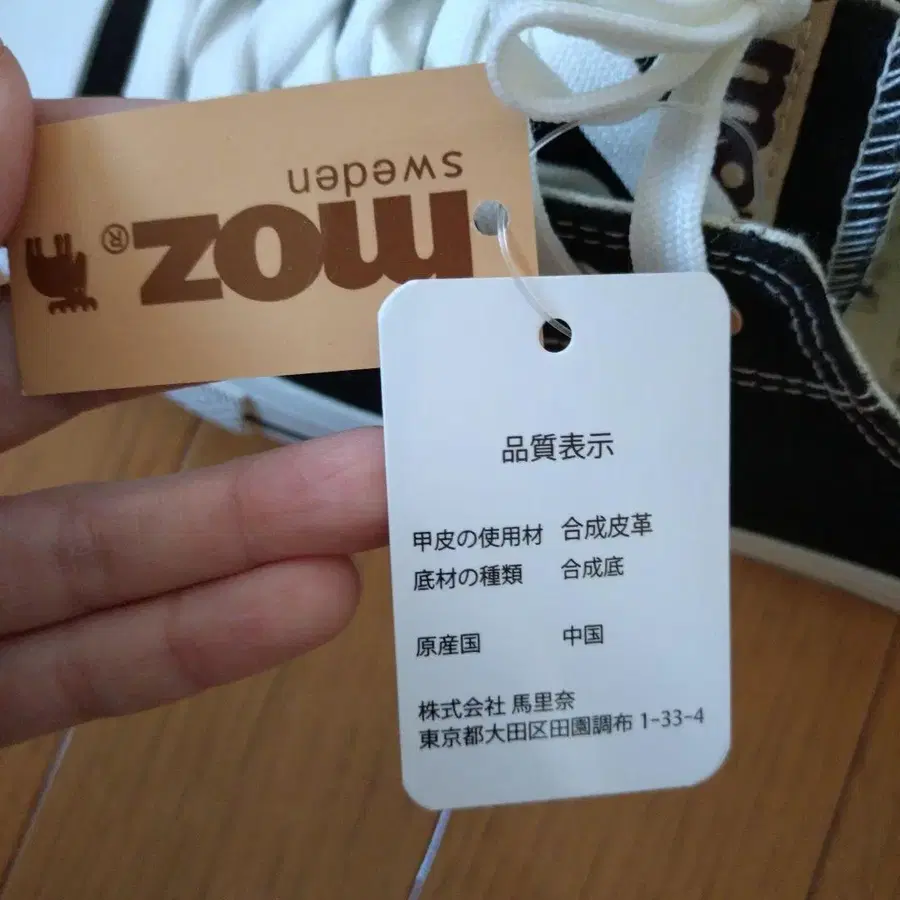 moz®
sweden
品質表示
甲皮の使用材 合成皮革
底材の種類 合成底
原産国 中国
株式会社 馬里奈
東京都大田区田園調布 1-33-4